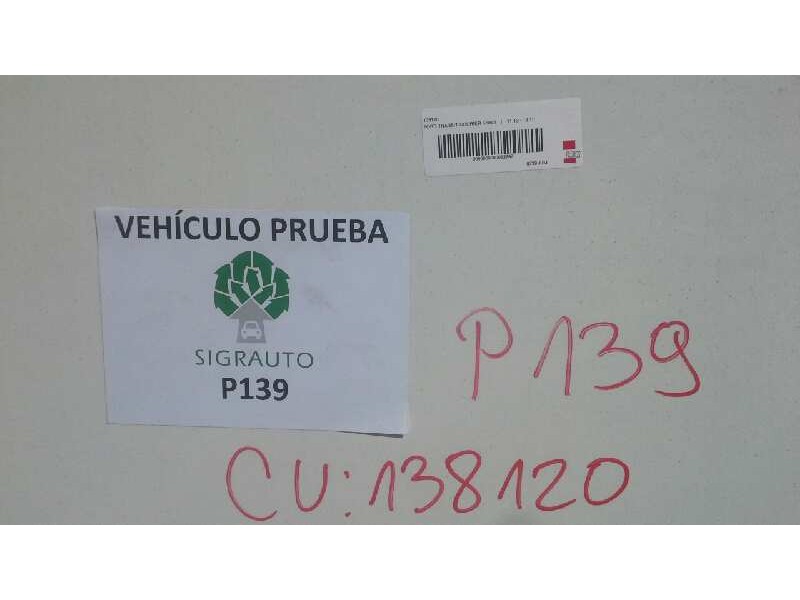 VEHÍCULO PRUEBA
SIGRAUTO
P139
P139
CU:138120